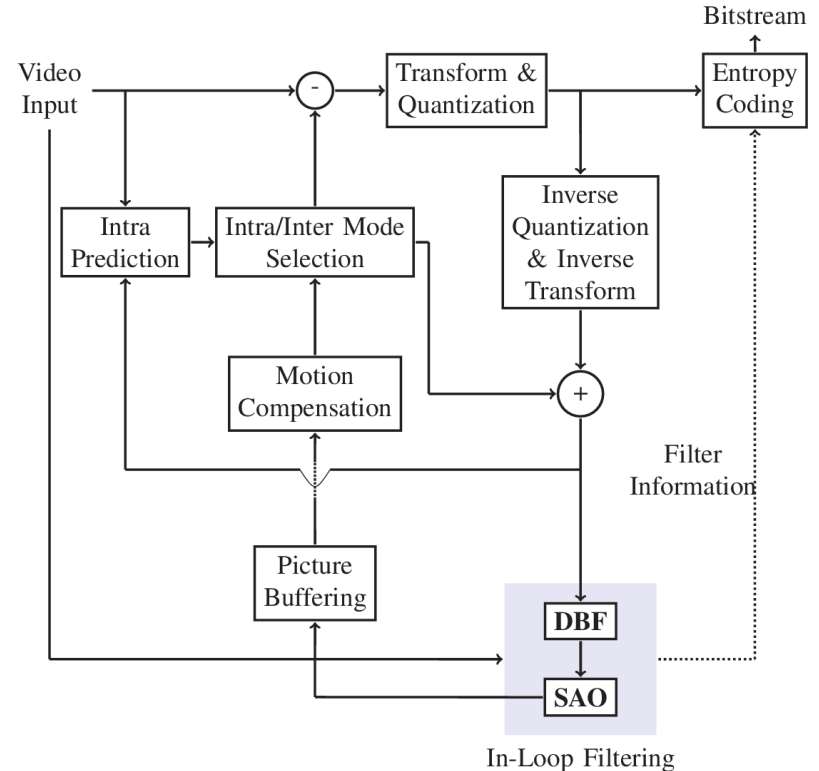 Bitstream
Video
Input
-
Transform &
Quantization
Entropy
Coding
Intra
Prediction
Intra/Inter Mode
Selection
Inverse
Quantization
& Inverse
Transform
Motion
Compensation
+
Filter
Information
Picture
Buffering
DBF
SAO
In-Loop Filtering